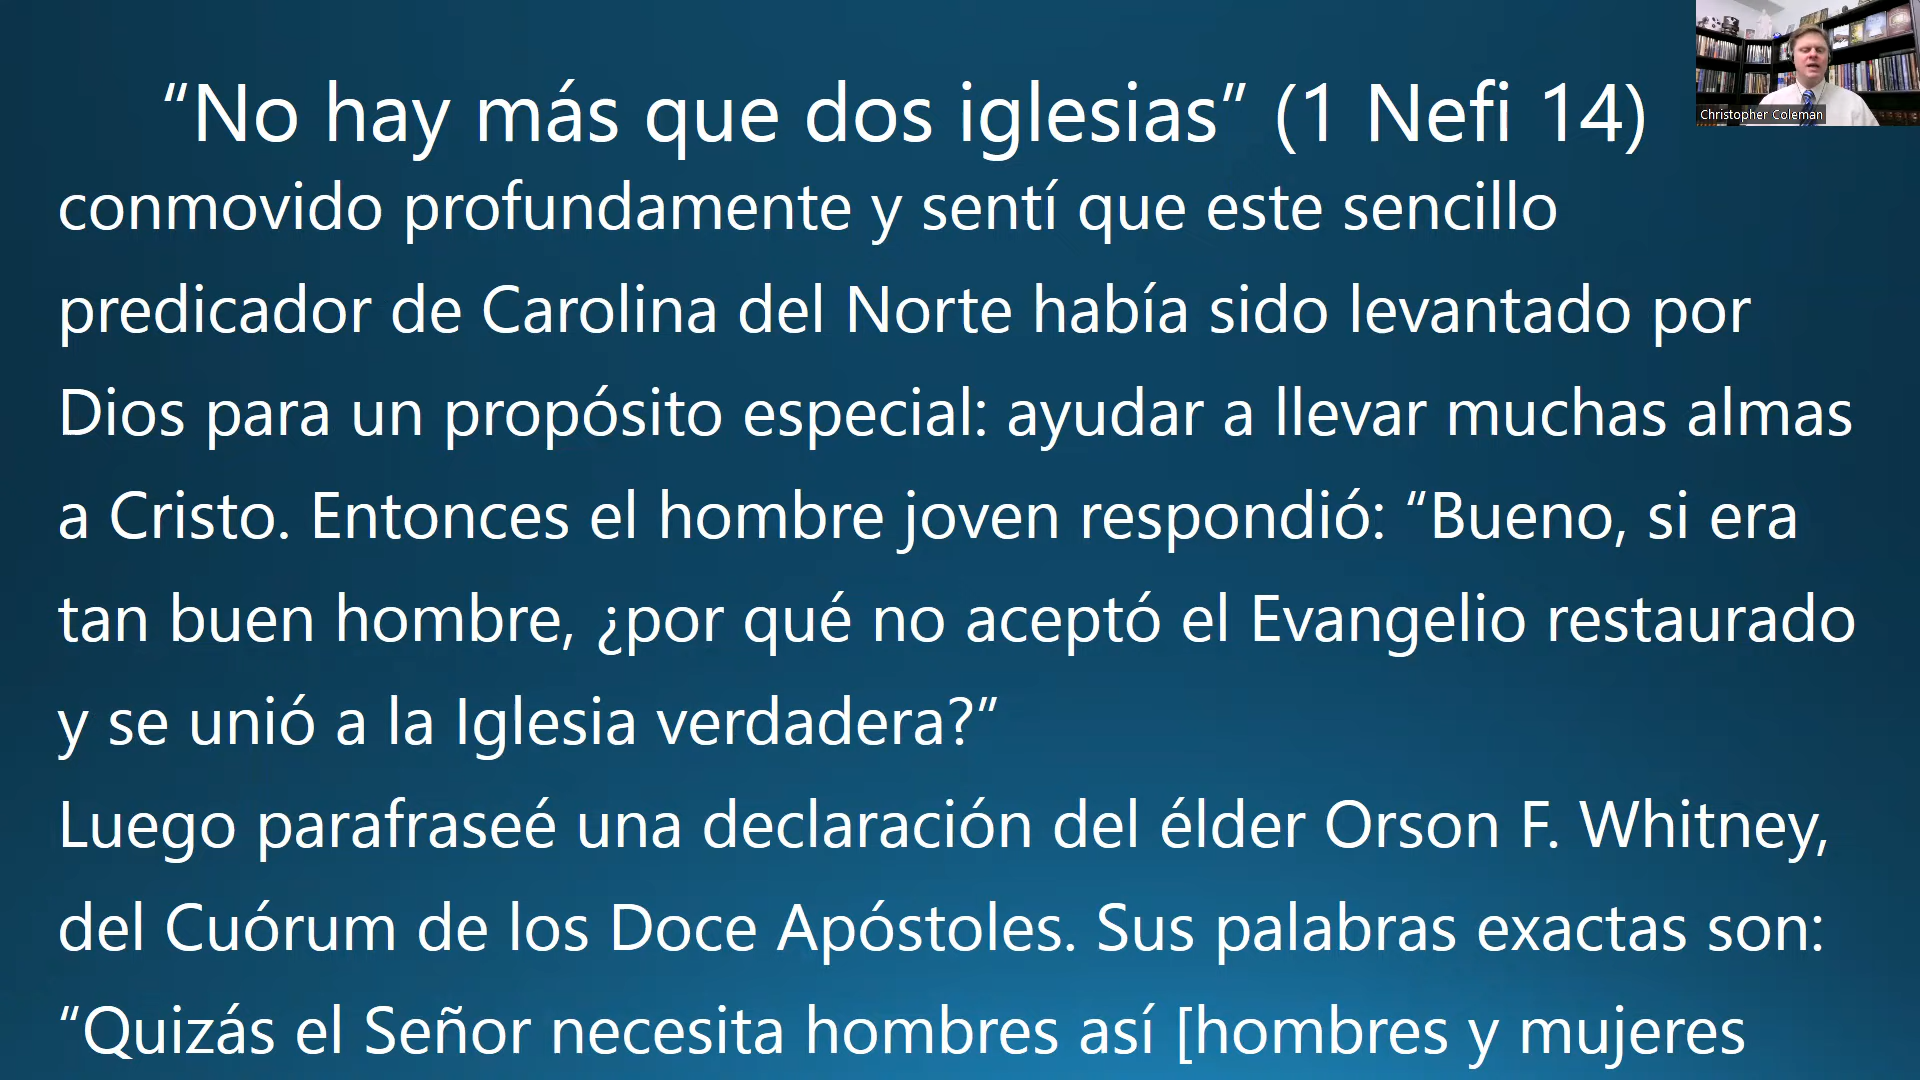 “No hay más que dos iglesias” (1 Nefi 14)
Christopher Coleman
conmovido profundamente y sentí que este sencillo
predicador de Carolina del Norte había sido levantado por
Dios para un propósito especial: ayudar a llevar muchas almas
a Cristo. Entonces el hombre joven respondió: “Bueno, si era
tan buen hombre, ¿por qué no aceptó el Evangelio restaurado
y se unió a la Iglesia verdadera?”
Luego parafraseé una declaración del élder Orson F. Whitney,
del Cuórum de los Doce Apóstoles. Sus palabras exactas son:
“Quizás el Señor necesita hombres así [hombres y mujeres